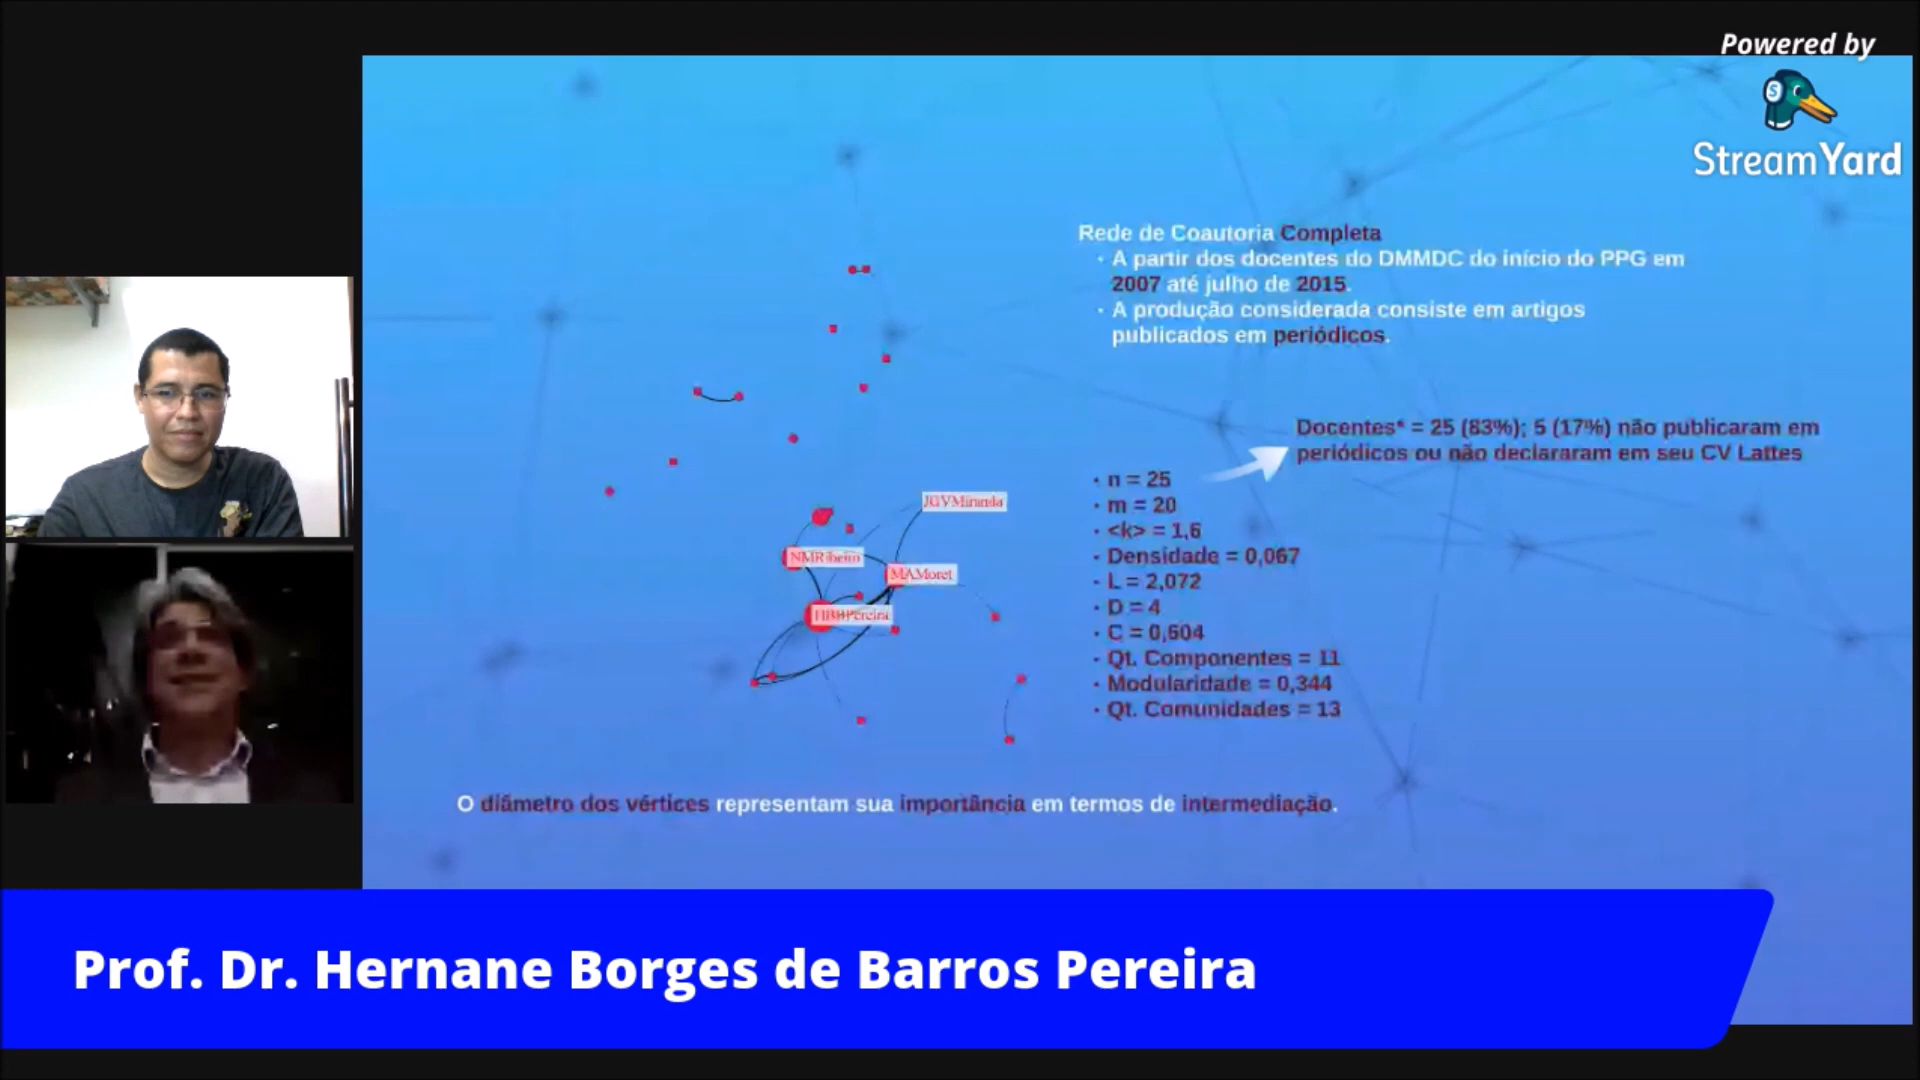 Powered by
StreamYard
Rede de Coautoria Completa
· A partir dos docentes do DMMDC do início do PPG em
2007 até julho de 2015.
· A produção considerada consiste em artigos
publicados em periódicos.
Docentes* = 25 (83%); 5 (17%) não publicaram em
periódicos ou não declararam em seu CV Lattes
· n = 25
· m = 20
· <k> = 1,6
· Densidade = 0,067
· L = 2,072
· D = 4
· C = 0,604
· Qt. Componentes = 11
· Modularidade = 0,344
· Qt. Comunidades = 13
JGVMiranda
NMRibeiro
MAMoret
HBBPereira
O diâmetro dos vértices representam sua importância em termos de intermediação.
Prof. Dr. Hernane Borges de Barros Pereira